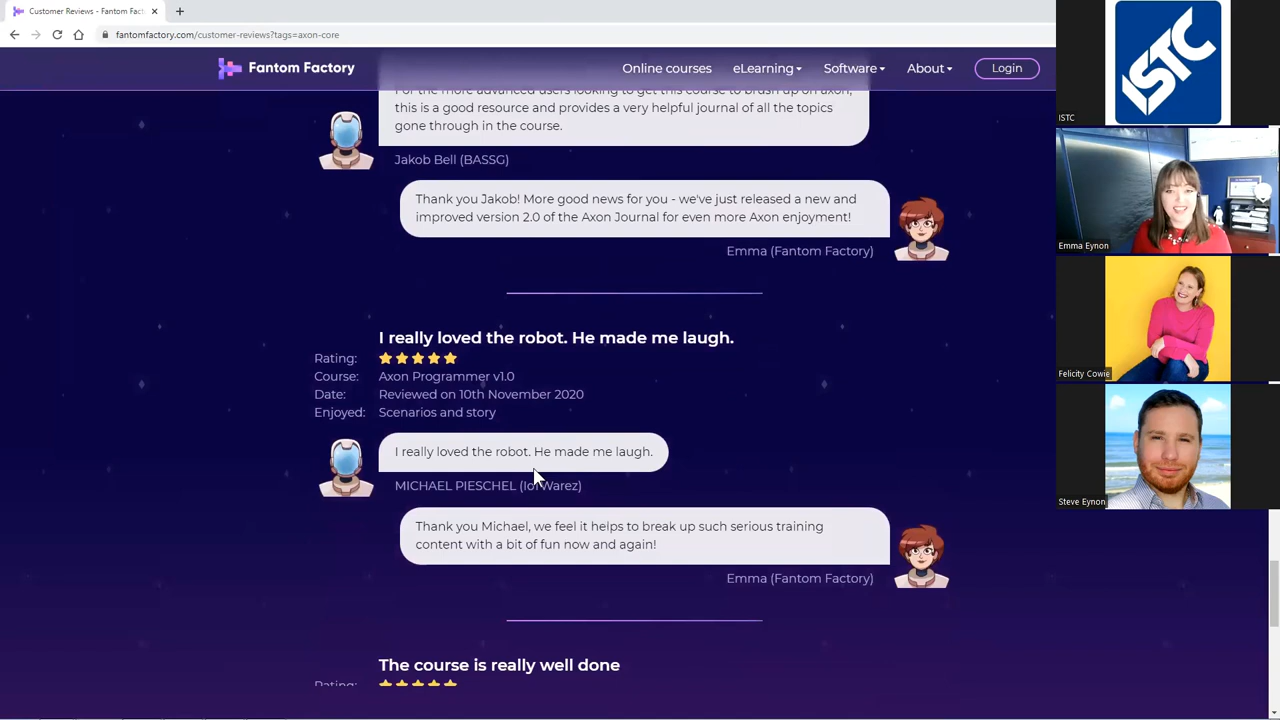 Customer Reviews - Fantom Fact
fantomfactory.com/customer-reviews?tags=axon-core
Fantom Factory
Online courses
eLearning
Software
About
Login
For the more advanced users looking to get this course to brush up on axon,
this is a good resource and provides a very helpful journal of all the topics
gone through in the course.
Jakob Bell (BASSG)
Thank you Jakob! More good news for you - we've just released a new and
improved version 2.0 of the Axon Journal for even more Axon enjoyment!
Emma (Fantom Factory)
I really loved the robot. He made me laugh.
Rating:
Course: Axon Programmer v1.0
Date: Reviewed on 10th November 2020
Enjoyed: Scenarios and story
I really loved the robot. He made me laugh.
MICHAEL PIESCHEL (IoTWarez)
Thank you Michael, we feel it helps to break up such serious training
content with a bit of fun now and again!
Emma (Fantom Factory)
The course is really well done
Rating:
ISTC
ISTC
Emma Eynon
Felicity Cowie
Steve Eynon